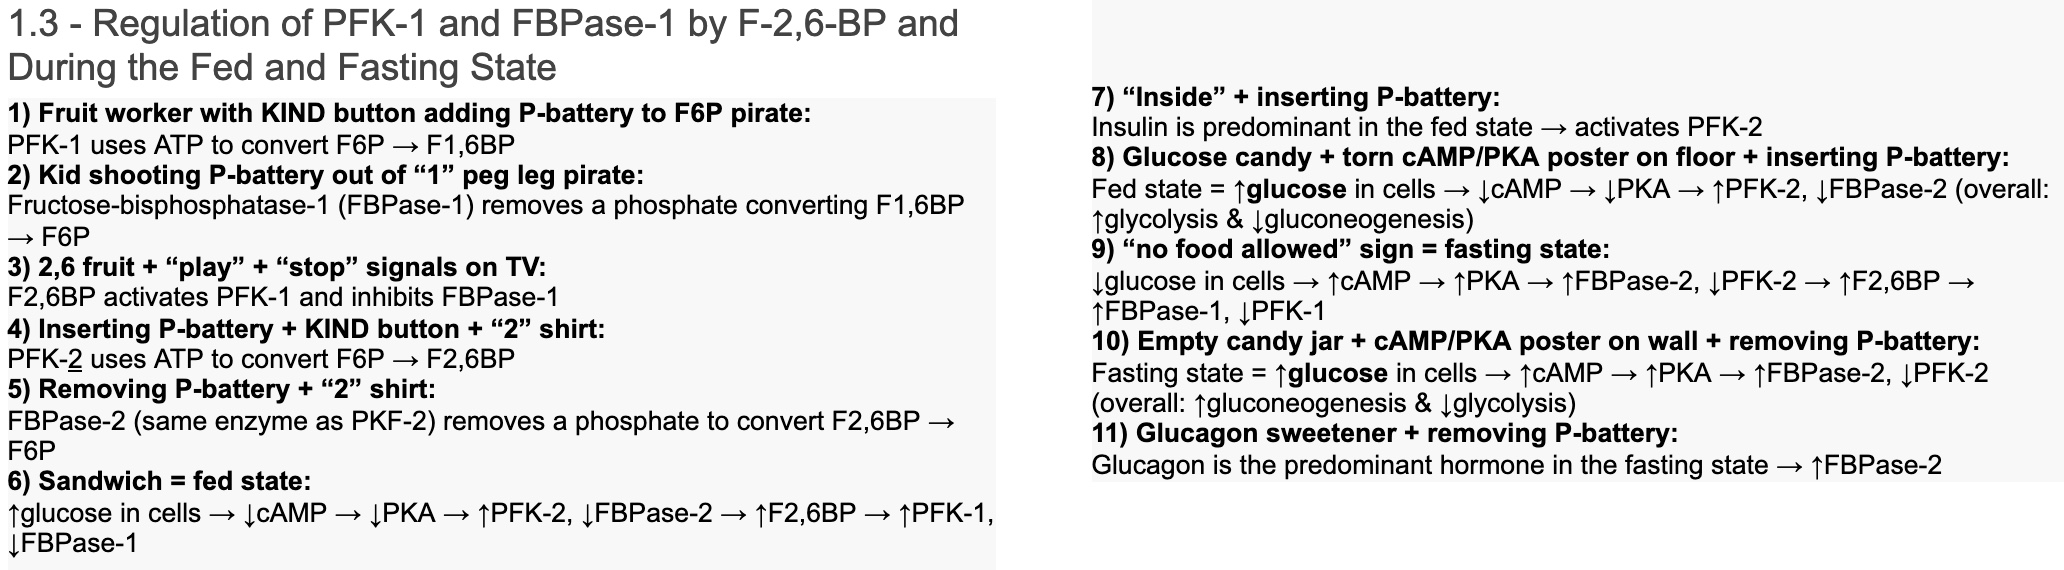 1.3 - Regulation of PFK-1 and FBPase-1 by F-2,6-BP and
During the Fed and Fasting State
1) Fruit worker with KIND button adding P-battery to F6P pirate:
PFK-1 uses ATP to convert F6P → F1,6BP
2) Kid shooting P-battery out of “1” peg leg pirate:
Fructose-bisphosphatase-1 (FBPase-1) removes a phosphate converting F1,6BP
→ F6P
3) 2,6 fruit + “play” + “stop” signals on TV:
F2,6BP activates PFK-1 and inhibits FBPase-1
4) Inserting P-battery + KIND button + “2” shirt:
PFK-2 uses ATP to convert F6P → F2,6BP
5) Removing P-battery + “2” shirt:
FBPase-2 (same enzyme as PKF-2) removes a phosphate to convert F2,6BP →
F6P
6) Sandwich = fed state:
↑glucose in cells → ↓cAMP → ↓PKA → ↑PFK-2, ↓FBPase-2 → ↑F2,6BP → ↑PFK-1,
↓FBPase-1
7) “Inside” + inserting P-battery:
Insulin is predominant in the fed state → activates PFK-2
8) Glucose candy + torn cAMP/PKA poster on floor + inserting P-battery:
Fed state = ↑glucose in cells → ↓cAMP → ↓PKA → ↑PFK-2, ↓FBPase-2 (overall:
↑glycolysis & ↓gluconeogenesis)
9) “no food allowed” sign = fasting state:
↓glucose in cells → ↑cAMP → ↑PKA → ↑FBPase-2, ↓PFK-2 → ↑F2,6BP →
↑FBPase-1, ↓PFK-1
10) Empty candy jar + cAMP/PKA poster on wall + removing P-battery:
Fasting state = ↑glucose in cells → ↑cAMP → ↑PKA → ↑FBPase-2, ↓PFK-2
(overall: ↑gluconeogenesis & ↓glycolysis)
11) Glucagon sweetener + removing P-battery:
Glucagon is the predominant hormone in the fasting state → ↑FBPase-2